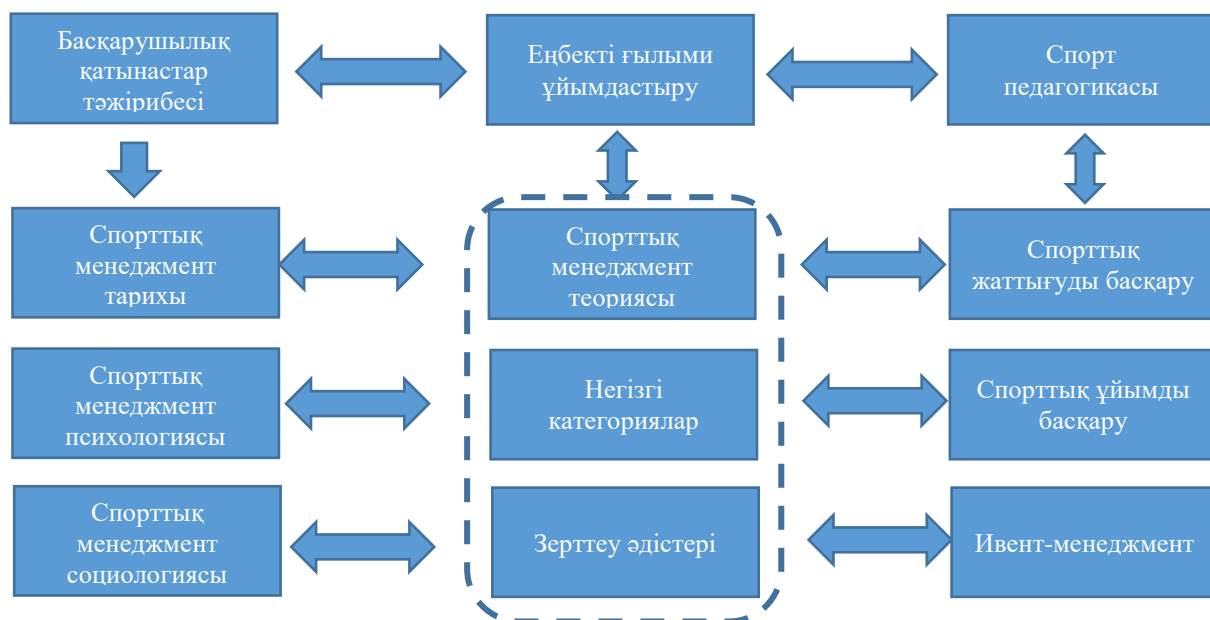 Басқарушылық
қатынастар
тәжірибесі
Еңбекті ғылыми
ұйымдастыру
Спорт
педагогикасы
Спорттық
менеджмент
тарихы
Спорттық
менеджмент
теориясы
Спорттық
жаттығуды басқару
Спорттық
менеджмент
психологиясы
Негізгі
категориялар
Спорттық ұйымды
басқару
Спорттық
менеджмент
социологиясы
Зерттеу әдістері
Ивент-менеджмент